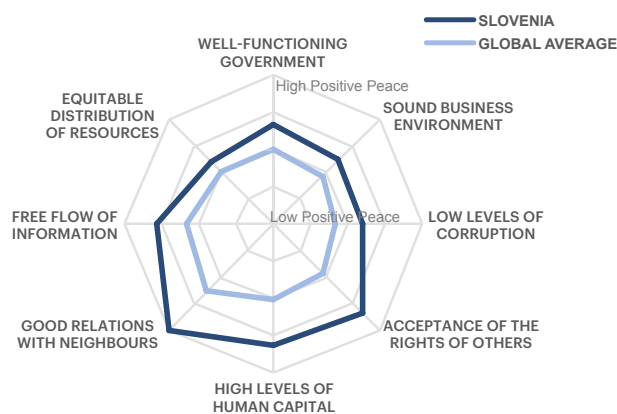 SLOVENIA
GLOBAL AVERAGE
WELL-FUNCTIONING
GOVERNMENT
High Positive Peace
EQUITABLE
DISTRIBUTION
OF RESOURCES
SOUND BUSINESS
ENVIRONMENT
FREE FLOW OF
INFORMATION
Low Positive Peace
LOW LEVELS OF
CORRUPTION
GOOD RELATIONS
WITH NEIGHBOURS
ACCEPTANCE OF THE
RIGHTS OF OTHERS
HIGH LEVELS OF
HUMAN CAPITAL